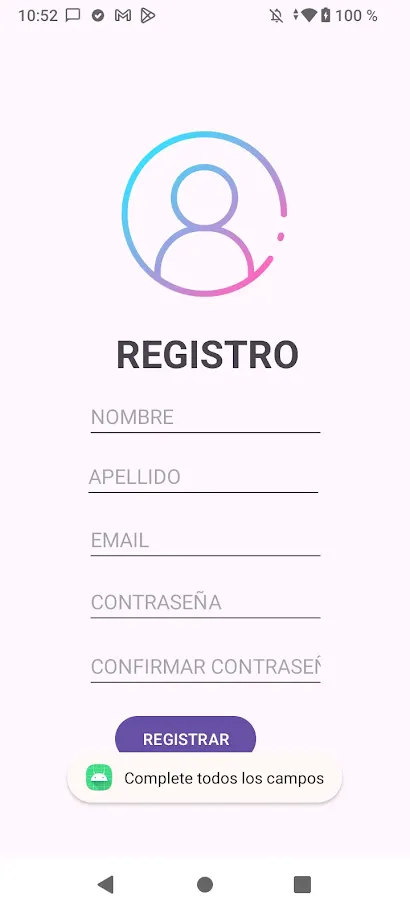 10:52 100 %
REGISTRO
NOMBRE
APELLIDO
EMAIL
CONTRASEÑA
CONFIRMAR CONTRASEÑ
REGISTRAR
Complete todos los campos